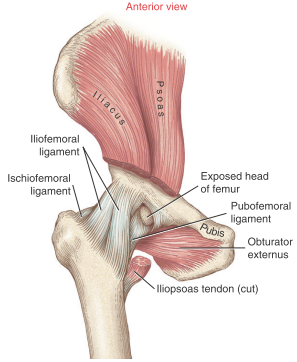 Anterior view
Iliacus
Psoas
Iliofemoral
ligament
Ischiofemoral
ligament
Exposed head
of femur
Pubofemoral
ligament
Pubis
Obturator
externus
Iliopsoas tendon (cut)